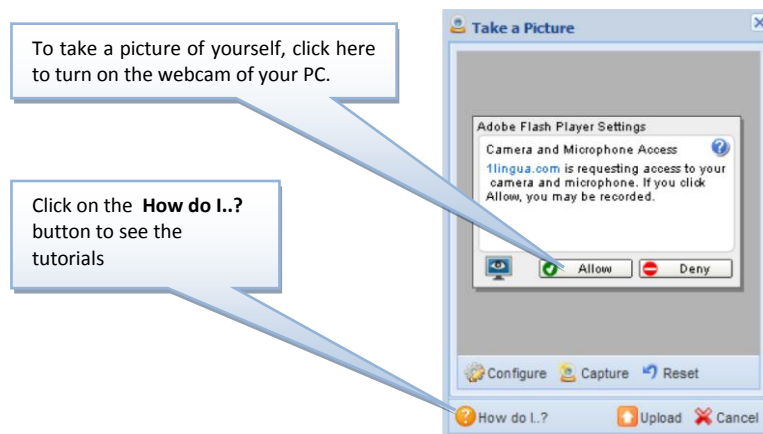 To take a picture of yourself, click here
to turn on the webcam of your PC.
Click on the How do I..?
button to see the
tutorials
Take a Picture
Adobe Flash Player Settings
Camera and Microphone Access
1lingua.com is requesting access to your
camera and microphone. If you click
Allow, you may be recorded.
Allow Deny
Configure Capture Reset
How do I..? Upload Cancel